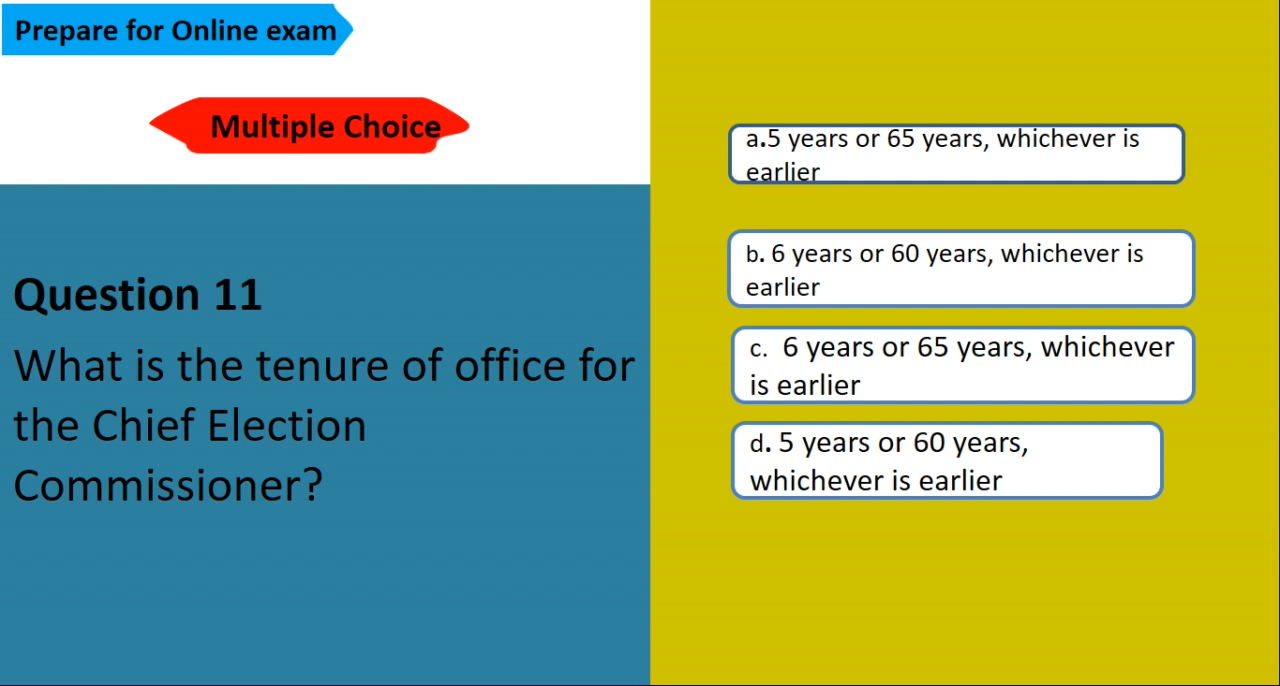 Prepare for Online exam
Multiple Choice
Question 11
What is the tenure of office for
the Chief Election
Commissioner?
a.5 years or 65 years, whichever is
earlier
b. 6 years or 60 years, whichever is
earlier
c. 6 years or 65 years, whichever
is earlier
d. 5 years or 60 years,
whichever is earlier